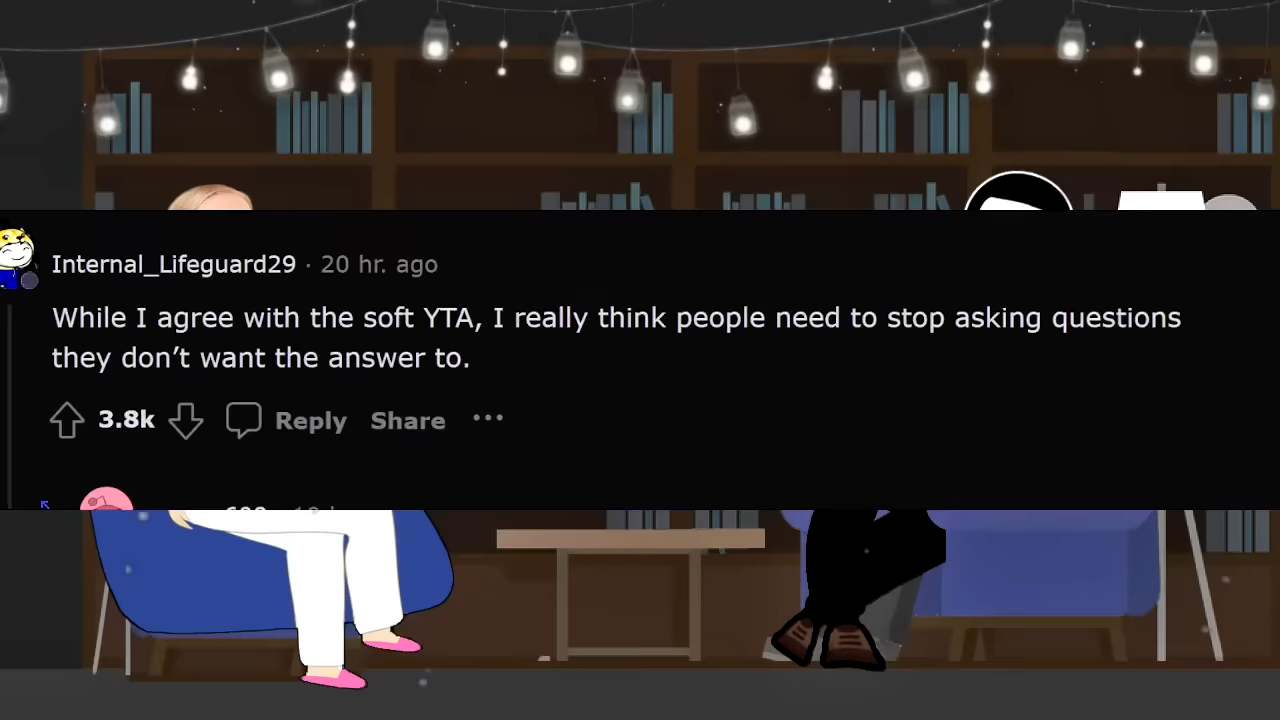 Internal_Lifeguard29 · 20 hr. ago
While I agree with the soft YTA, I really think people need to stop asking questions
they don’t want the answer to.
3.8k Reply Share ···